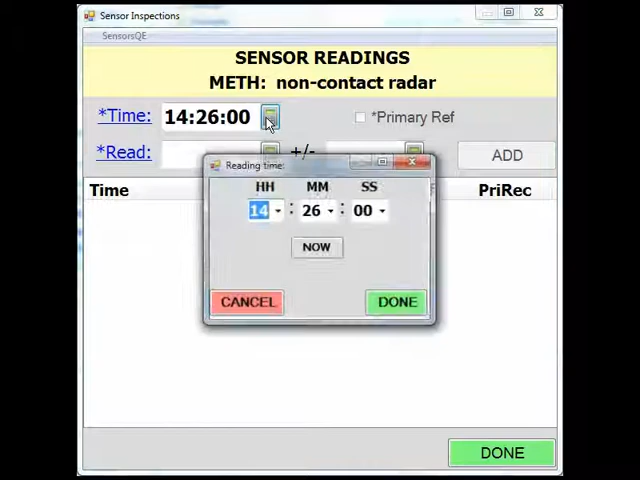 Sensor Inspections
SensorsQE
SENSOR READINGS
METH: non-contact radar
*Time: 14:26:00 *Primary Ref
*Read: +/- ADD
Time PriRec
Reading time:
HH MM SS
14 : 26 : 00
NOW
CANCEL DONE
DONE